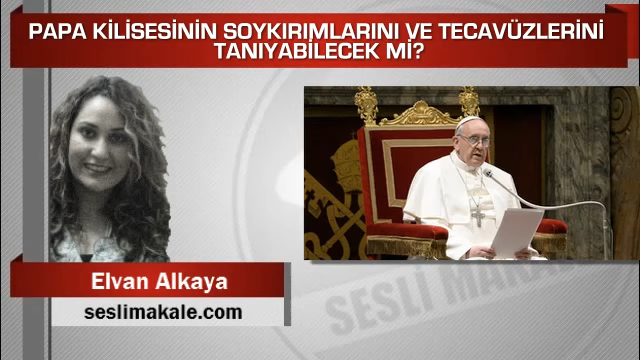 PAPA KİLİSESİNİN SOYKIRIMLARINI VE TECAVÜZLERİNİ
TANIYABİLECEK Mİ?
Elvan Alkaya
seslimakale.com
SESLİ MAKALE